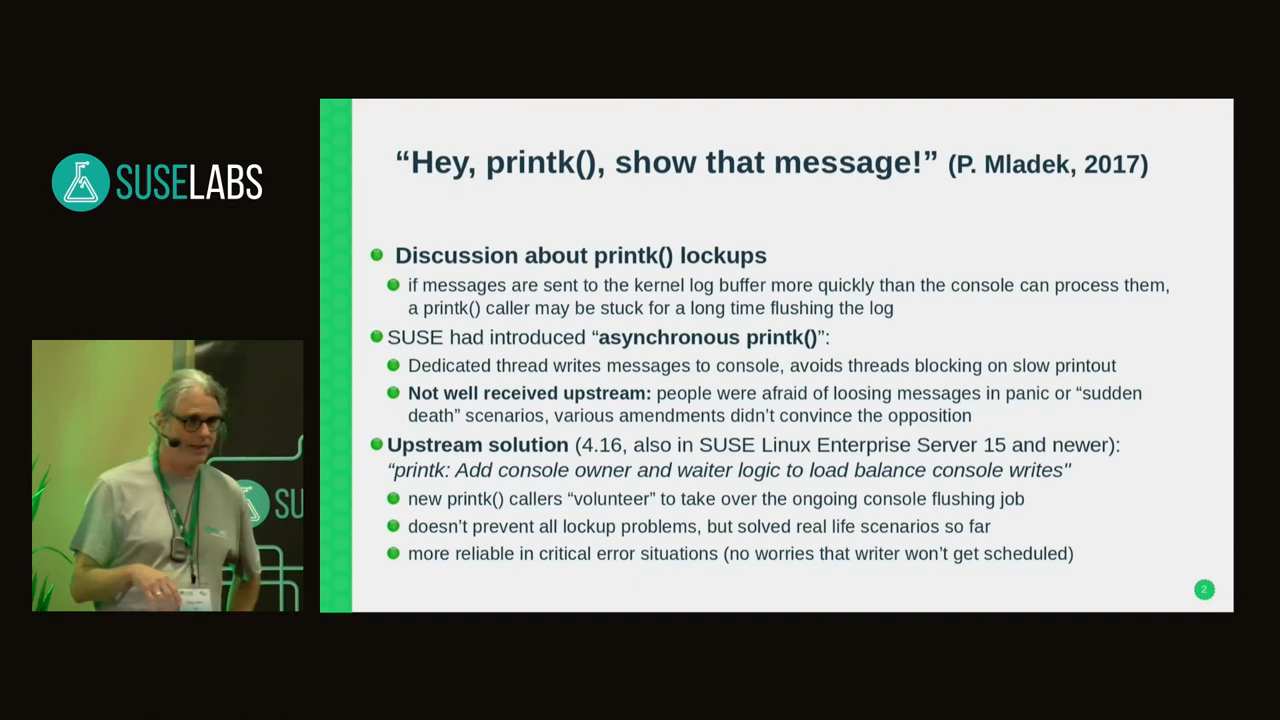 SUSELABS
“Hey, printk(), show that message!” (P. Mladek, 2017)
Discussion about printk() lockups
if messages are sent to the kernel log buffer more quickly than the console can process them,
a printk() caller may be stuck for a long time flushing the log
SUSE had introduced “asynchronous printk()”:
Dedicated thread writes messages to console, avoids threads blocking on slow printout
Not well received upstream: people were afraid of loosing messages in panic or “sudden
death” scenarios, various amendments didn’t convince the opposition
Upstream solution (4.16, also in SUSE Linux Enterprise Server 15 and newer):
"printk: Add console owner and waiter logic to load balance console writes"
new printk() callers “volunteer” to take over the ongoing console flushing job
doesn’t prevent all lockup problems, but solved real life scenarios so far
more reliable in critical error situations (no worries that writer won’t get scheduled)
2
SU